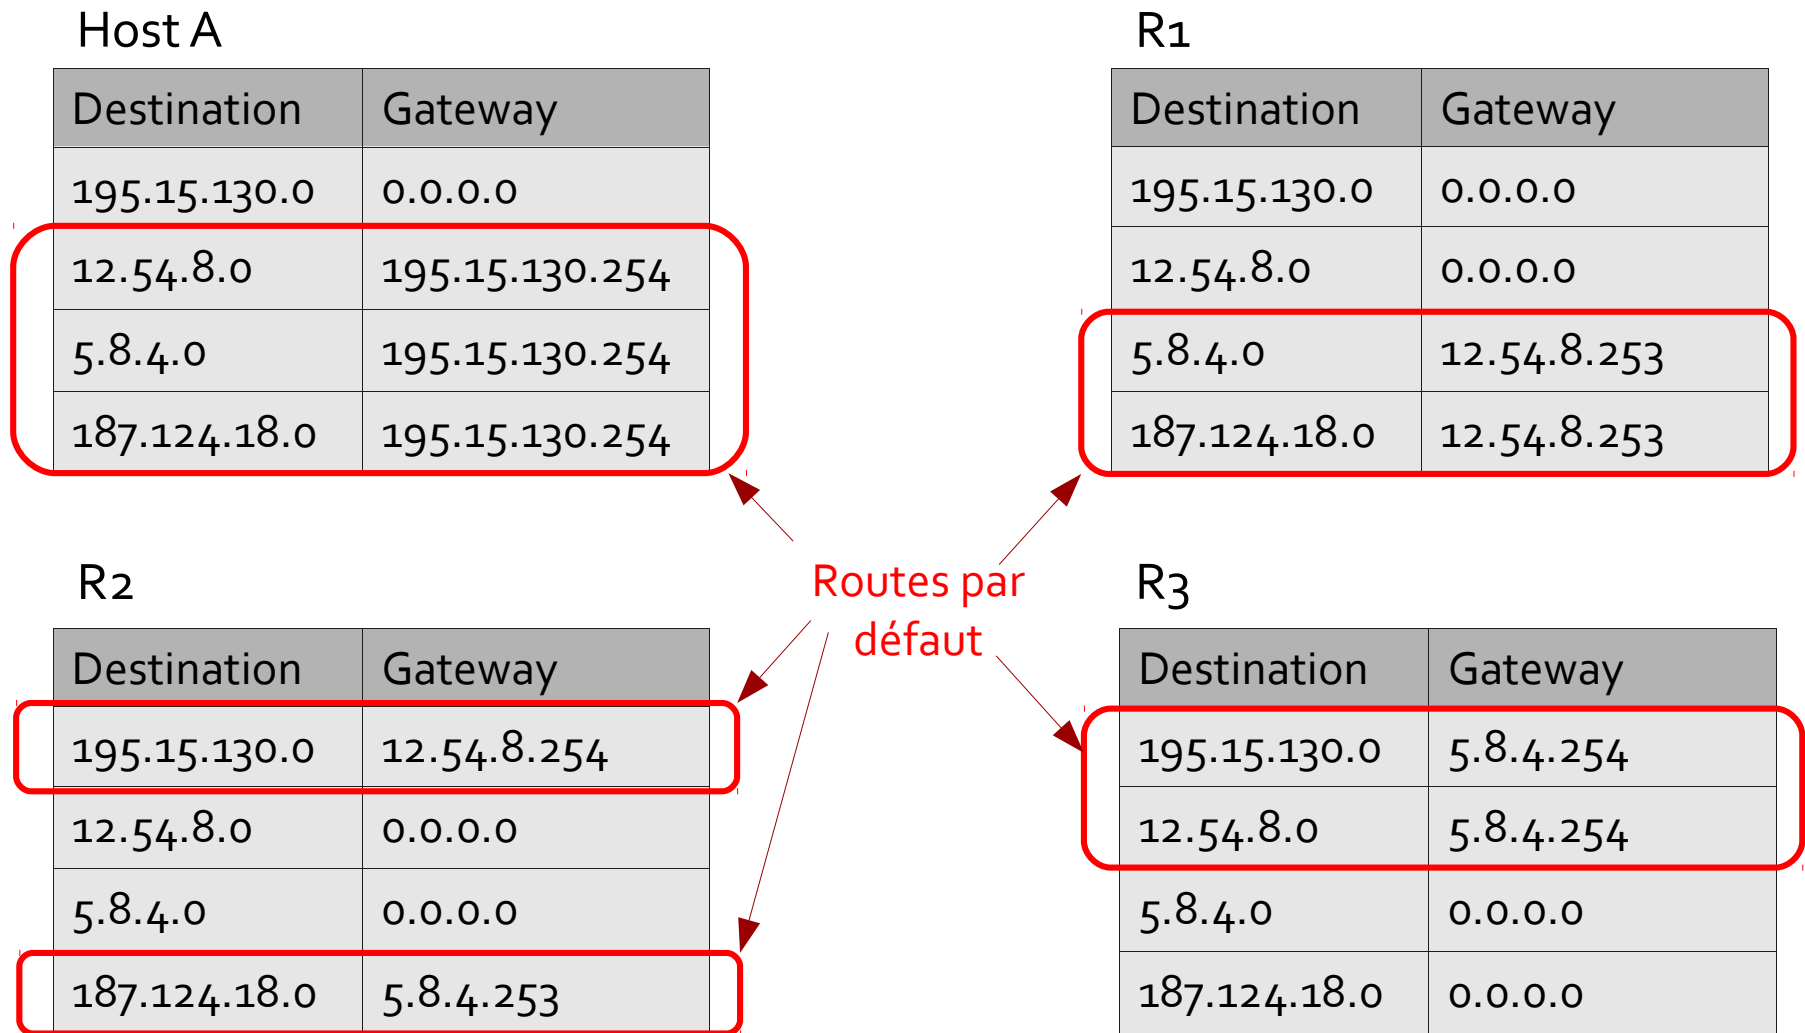 Host A
Destination Gateway
195.15.130.0 0.0.0.0
12.54.8.0 195.15.130.254
5.8.4.0 195.15.130.254
187.124.18.0 195.15.130.254
R1
Destination Gateway
195.15.130.0 0.0.0.0
12.54.8.0 0.0.0.0
5.8.4.0 12.54.8.253
187.124.18.0 12.54.8.253
Routes par
défaut
R2
Destination Gateway
195.15.130.0 12.54.8.254
12.54.8.0 0.0.0.0
5.8.4.0 0.0.0.0
187.124.18.0 5.8.4.253
R3
Destination Gateway
195.15.130.0 5.8.4.254
12.54.8.0 5.8.4.254
5.8.4.0 0.0.0.0
187.124.18.0 0.0.0.0